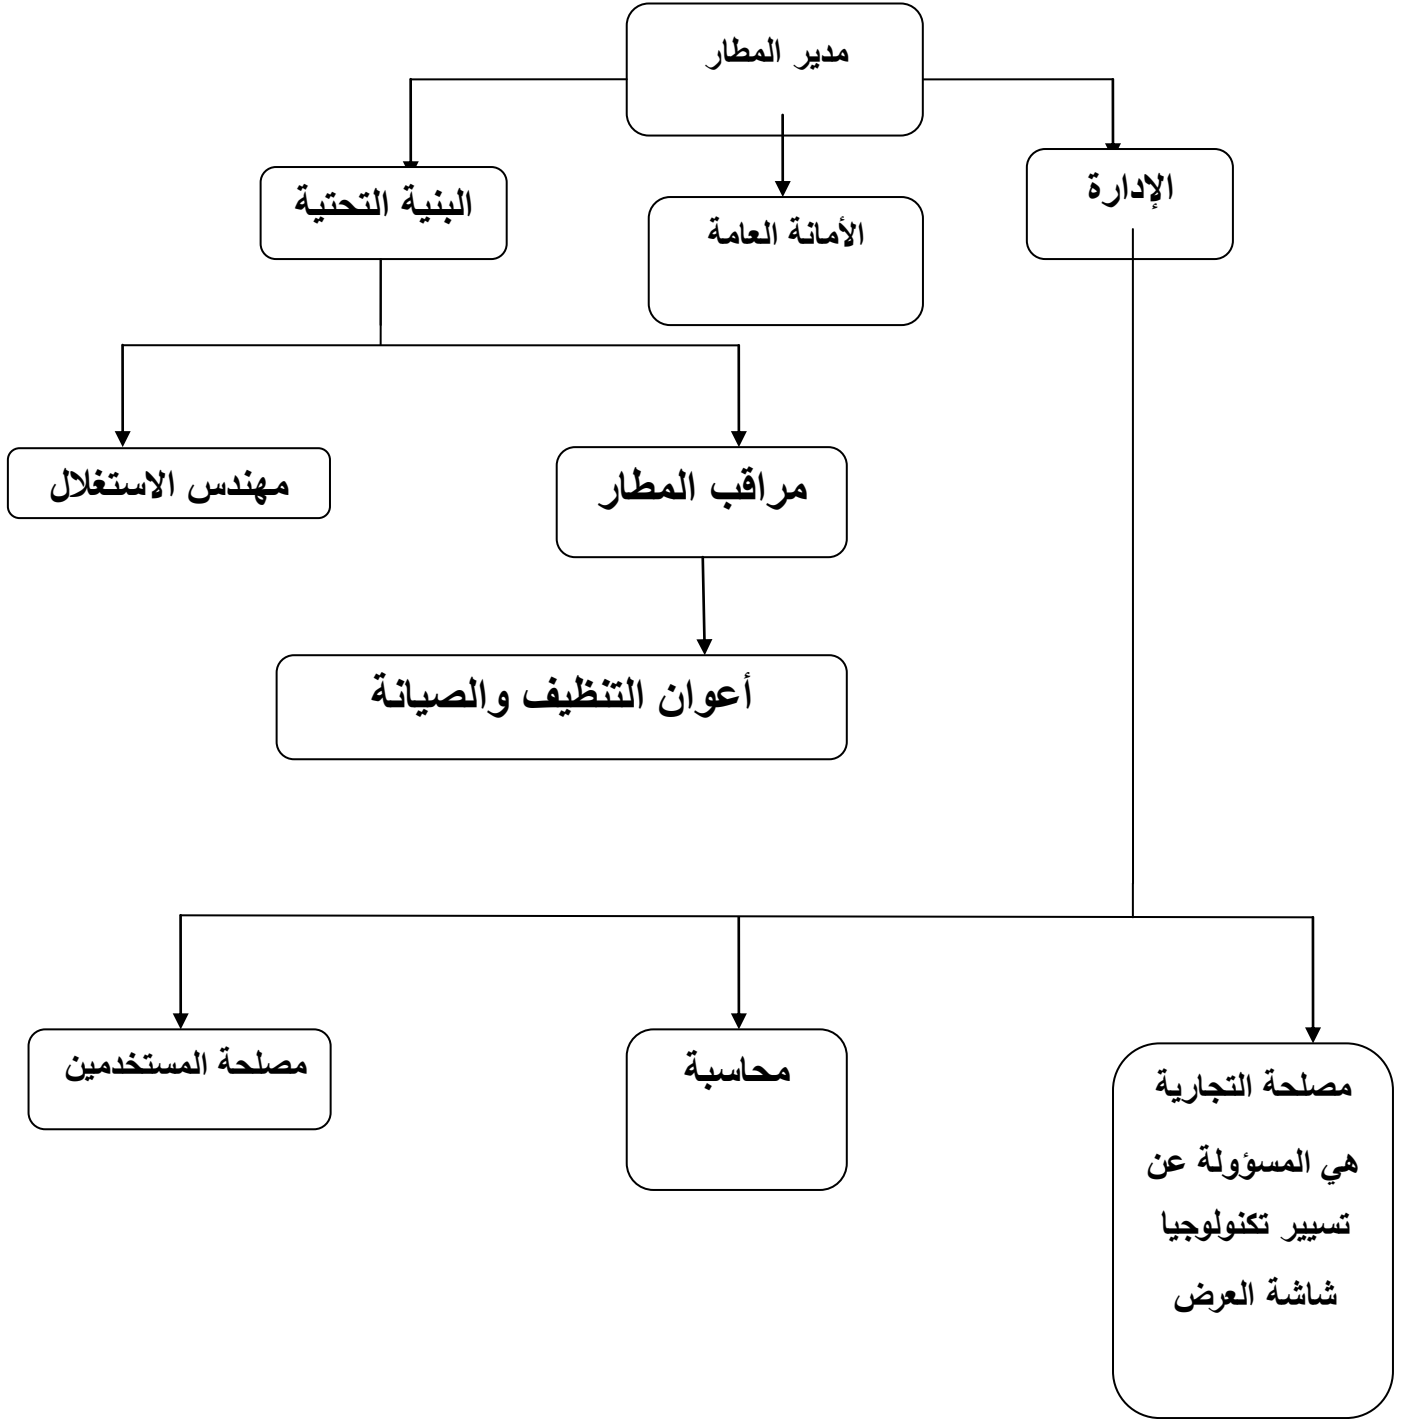 مدير المطار
الإدارة
الأمانة العامة
البنية التحتية
مراقب المطار
مهندس الاستغلال
أعوان التنظيف والصيانة
مصلحة التجارية
هي المسؤولة عن
تسيير تكنولوجيا
شاشة العرض
محاسبة
مصلحة المستخدمين